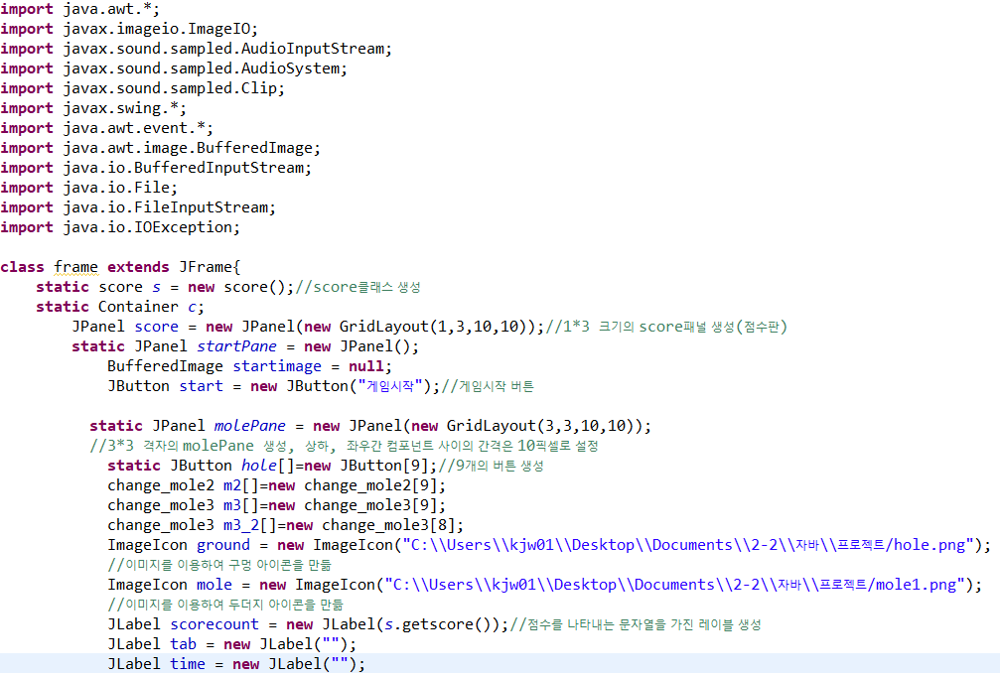 import java.awt.*;
import javax.imageio.ImageIO;
import javax.sound.sampled.AudioInputStream;
import javax.sound.sampled.AudioSystem;
import javax.sound.sampled.Clip;
import javax.swing.*;
import java.awt.event.*;
import java.awt.image.BufferedImage;
import java.io.BufferedInputStream;
import java.io.File;
import java.io.FileInputStream;
import java.io.IOException;

class frame extends JFrame{
    static score s = new score();//score클래스 생성
    static Container c;
        JPanel score = new JPanel(new GridLayout(1,3,10,10));//1*3 크기의 score패널 생성(점수판)
        static JPanel startPane = new JPanel();
            BufferedImage startimage = null;
            JButton start = new JButton("게임시작");//게임시작 버튼

          static JPanel molePane = new JPanel(new GridLayout(3,3,10,10));
          //3*3 격자의 molePane 생성, 상하, 좌우간 컴포넌트 사이의 간격은 10픽셀로 설정
            static JButton hole[]=new JButton[9];//9개의 버튼 생성
            change_mole2 m2[]=new change_mole2[9];
            change_mole3 m3[]=new change_mole3[9];
            change_mole3 m3_2[]=new change_mole3[8];
            ImageIcon ground = new ImageIcon("C:\\Users\\kjw01\\Desktop\\Documents\\2-2\\자바\\프로젝트/hole.png");
            //이미지를 이용하여 구멍 아이콘을 만듦
            ImageIcon mole = new ImageIcon("C:\\Users\\kjw01\\Desktop\\Documents\\2-2\\자바\\프로젝트/mole1.png");
            //이미지를 이용하여 두더지 아이콘을 만듦
            JLabel scorecount = new JLabel(s.getscore());//점수를 나타내는 문자열을 가진 레이블 생성
            JLabel tab = new JLabel("");
            JLabel time = new JLabel("");